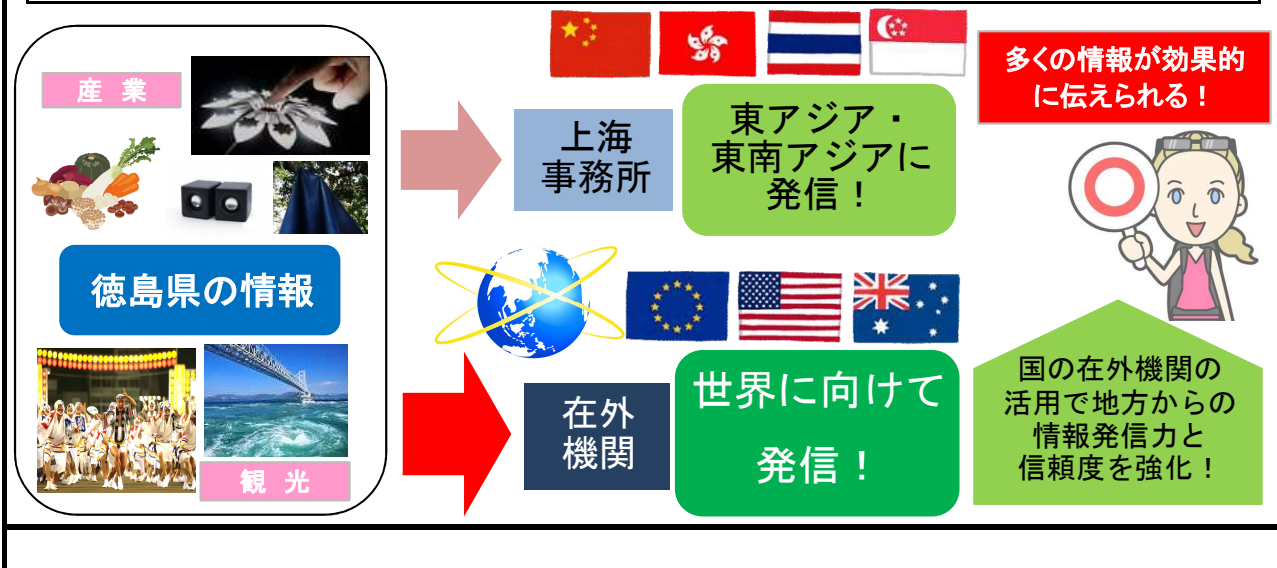 産 業
徳島県の情報
観 光
上海
事務所
東アジア・
東南アジアに
発信！
在外
機関
世界に向けて
発信！
多くの情報が効果的
に伝えられる！
国の在外機関の
活用で地方からの
情報発信力と
信頼度を強化！